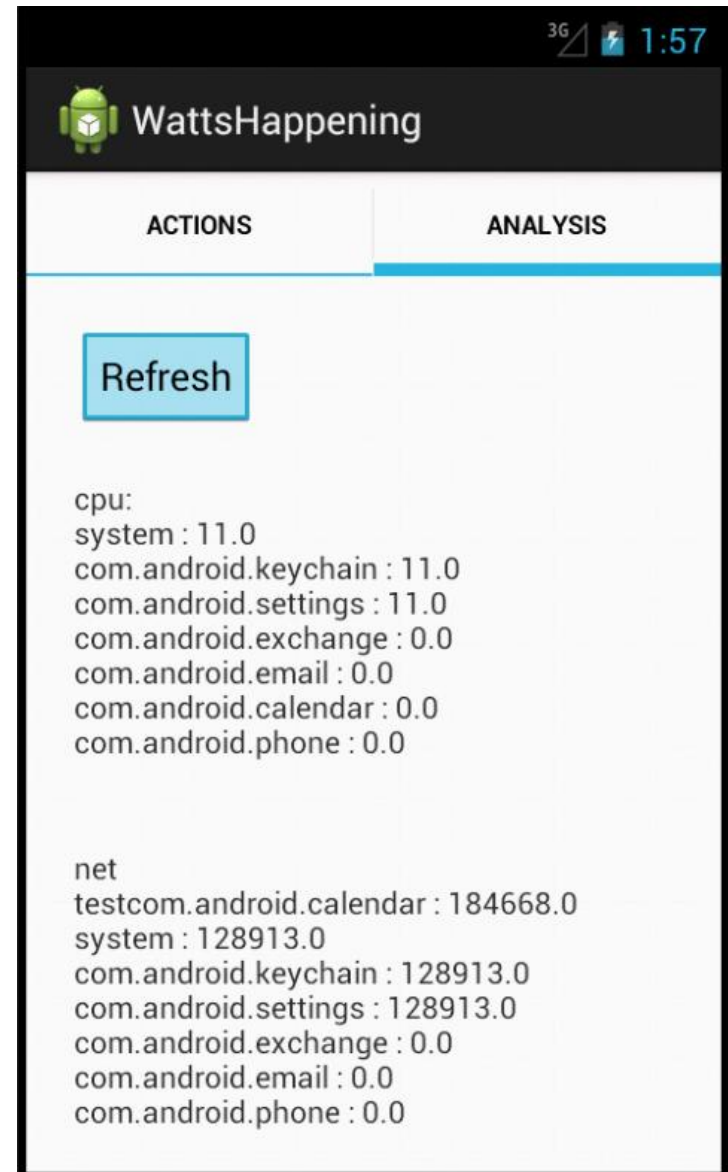 3G 1:57
WattsHappening
ACTIONS ANALYSIS
Refresh
cpu:
system : 11.0
com.android.keychain : 11.0
com.android.settings : 11.0
com.android.exchange : 0.0
com.android.email : 0.0
com.android.calendar : 0.0
com.android.phone : 0.0
net
testcom.android.calendar : 184668.0
system : 128913.0
com.android.keychain : 128913.0
com.android.settings : 128913.0
com.android.exchange : 0.0
com.android.email : 0.0
com.android.phone : 0.0